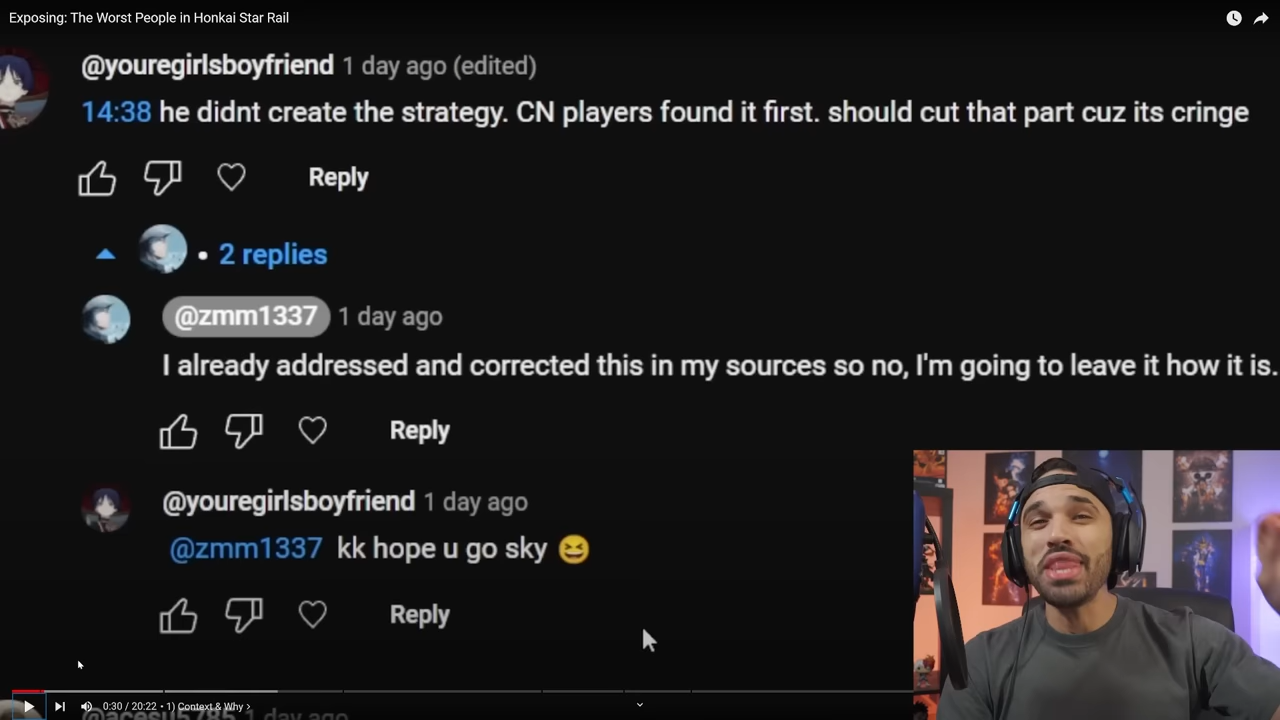 Exposing: The Worst People in Honkai Star Rail
@youregirlsboyfriend 1 day ago (edited)
14:38 he didnt create the strategy. CN players found it first. should cut that part cuz its cringe
Reply
• 2 replies
@zmm1337 1 day ago
I already addressed and corrected this in my sources so no, I'm going to leave it how it is.
Reply
@youregirlsboyfriend 1 day ago
@zmm1337 kk hope u go sky 😆
Reply
0:30 / 20:22 • 1) Context & Why ›
1 day ago